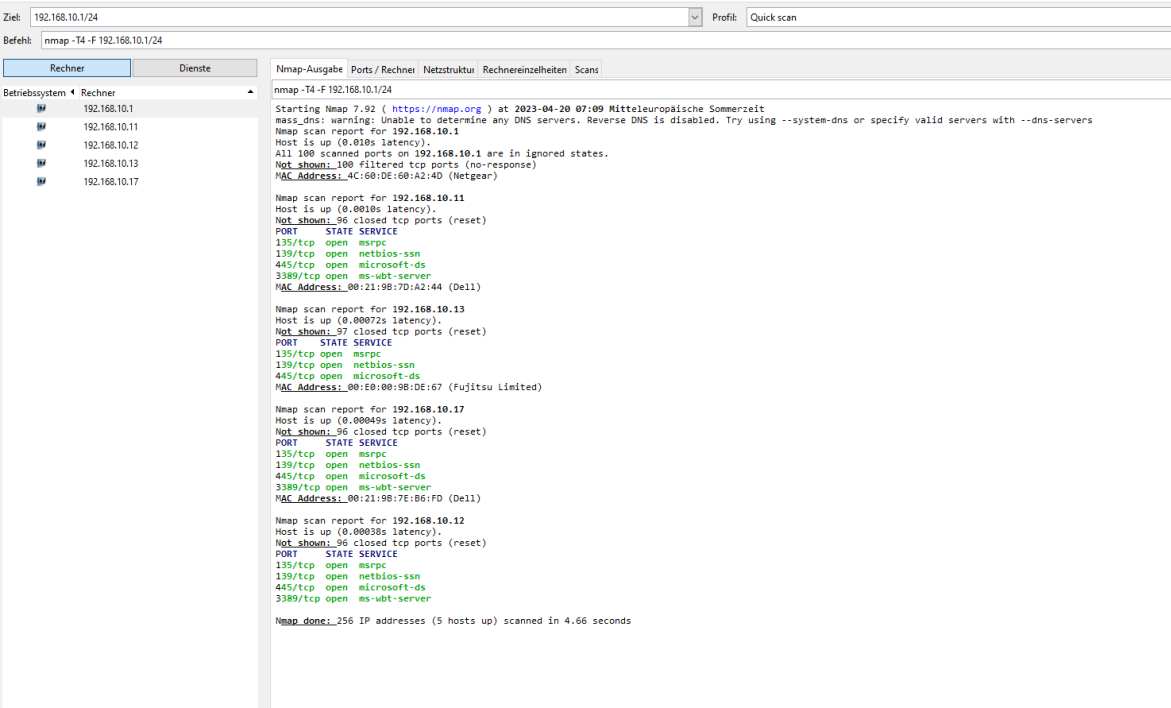 Ziel: 192.168.10.1/24 Profil: Quick scan
Befehl: nmap -T4 -F 192.168.10.1/24
Rechner Dienste
Nmap-Ausgabe Ports / Rechner Netzstruktur Rechnereinzelheiten Scans
Betriebssystem Rechner
192.168.10.1
192.168.10.11
192.168.10.12
192.168.10.13
192.168.10.17
nmap -T4 -F 192.168.10.1/24
Starting Nmap 7.92 ( https://nmap.org ) at 2023-04-20 07:09 Mitteleuropäische Sommerzeit
mass_dns: warning: Unable to determine any DNS servers. Reverse DNS is disabled. Try using --system-dns or specify valid servers with --dns-servers
Nmap scan report for 192.168.10.1
Host is up (0.010s latency).
All 100 scanned ports on 192.168.10.1 are in ignored states.
Not shown: 100 filtered tcp ports (no-response)
MAC Address: 4C:60:DE:60:A2:4D (Netgear)
Nmap scan report for 192.168.10.11
Host is up (0.0010s latency).
Not shown: 96 closed tcp ports (reset)
PORT STATE SERVICE
135/tcp open msrpc
139/tcp open netbios-ssn
445/tcp open microsoft-ds
3389/tcp open ms-wbt-server
MAC Address: 00:21:9B:7D:A2:44 (Dell)
Nmap scan report for 192.168.10.13
Host is up (0.00072s latency).
Not shown: 97 closed tcp ports (reset)
PORT STATE SERVICE
135/tcp open msrpc
139/tcp open netbios-ssn
445/tcp open microsoft-ds
MAC Address: 00:E0:00:9B:DE:67 (Fujitsu Limited)
Nmap scan report for 192.168.10.17
Host is up (0.00049s latency).
Not shown: 96 closed tcp ports (reset)
PORT STATE SERVICE
135/tcp open msrpc
139/tcp open netbios-ssn
445/tcp open microsoft-ds
3389/tcp open ms-wbt-server
MAC Address: 00:21:9B:7E:B6:FD (Dell)
Nmap scan report for 192.168.10.12
Host is up (0.00038s latency).
Not shown: 96 closed tcp ports (reset)
PORT STATE SERVICE
135/tcp open msrpc
139/tcp open netbios-ssn
445/tcp open microsoft-ds
3389/tcp open ms-wbt-server
Nmap done: 256 IP addresses (5 hosts up) scanned in 4.66 seconds